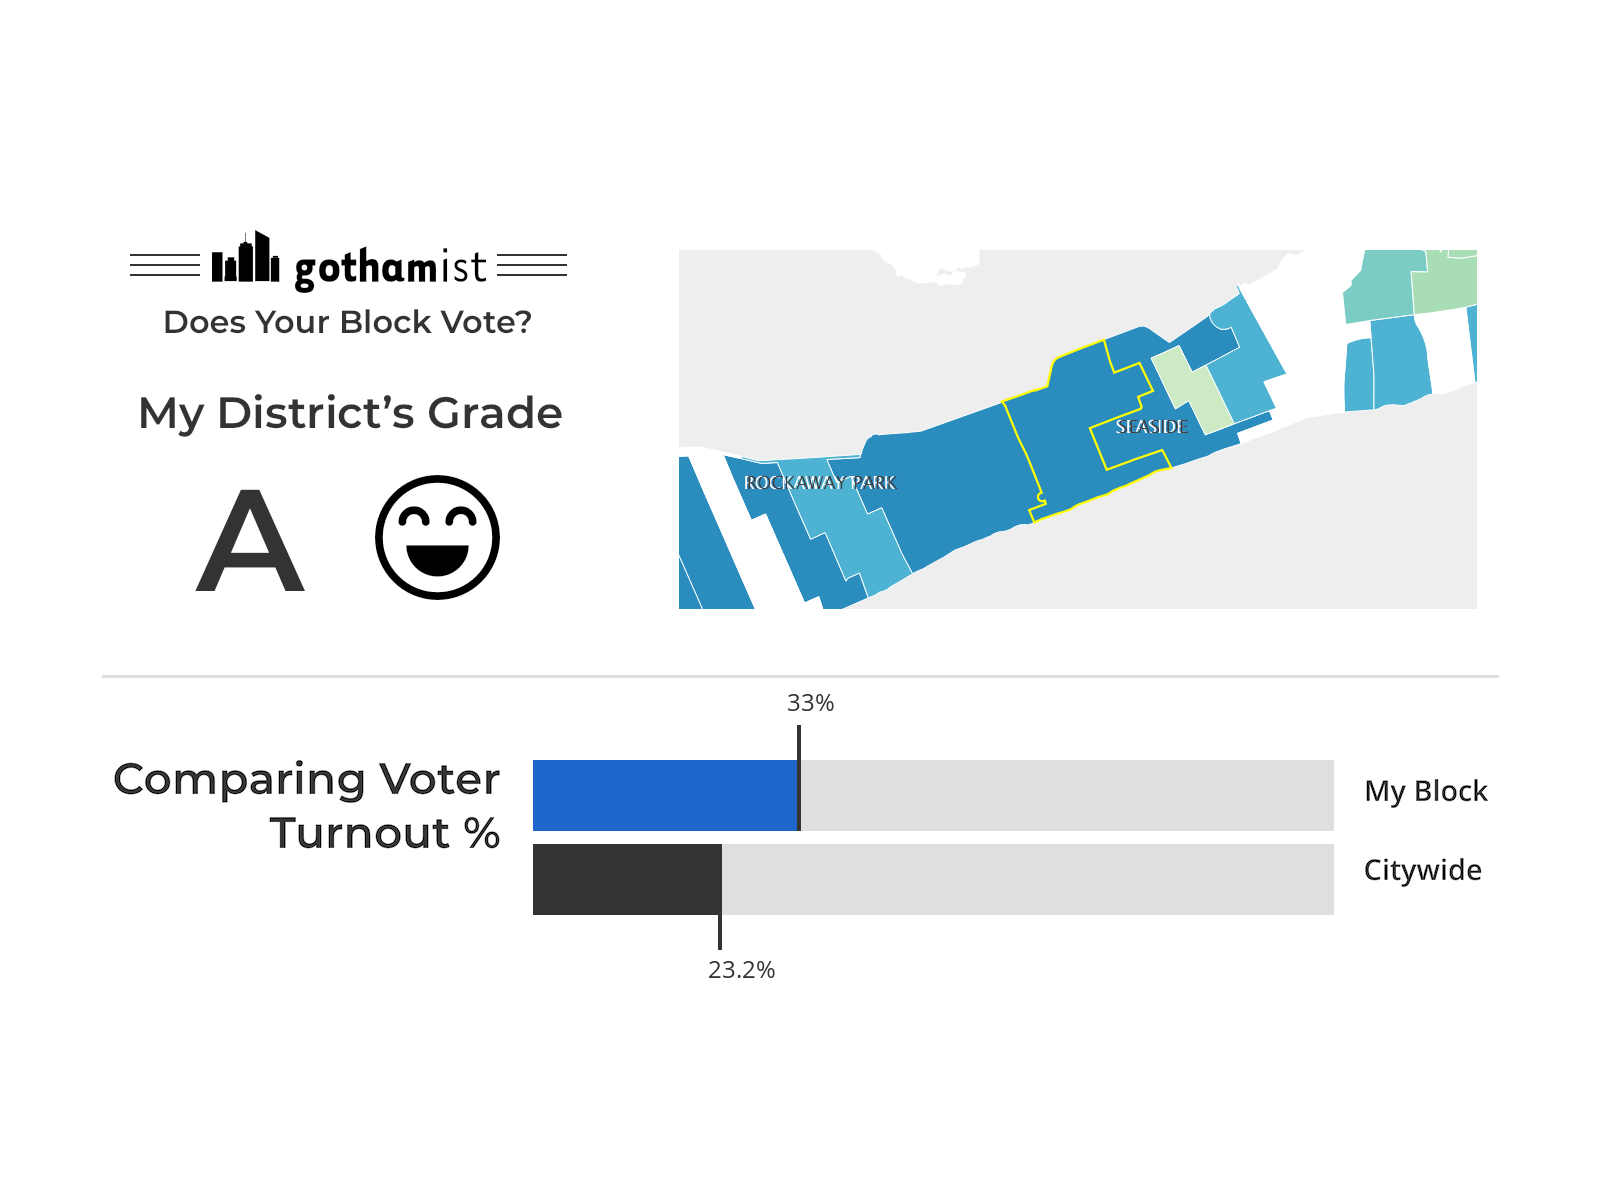 gothamist
Does Your Block Vote?
My District's Grade
A
ROCKAWAY PARK
SEASIDE
33%
Comparing Voter
Turnout %
My Block
Citywide
23.2%